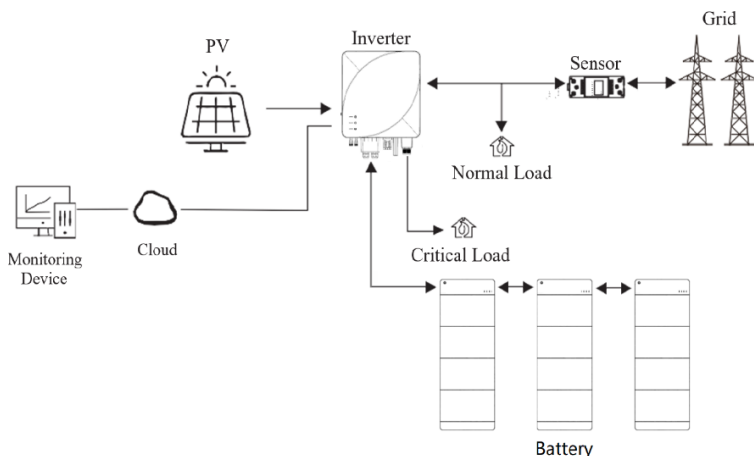 Grid
Inverter
PV
Sensor
Normal Load
Critical Load
Cloud
Monitoring
Device
Battery